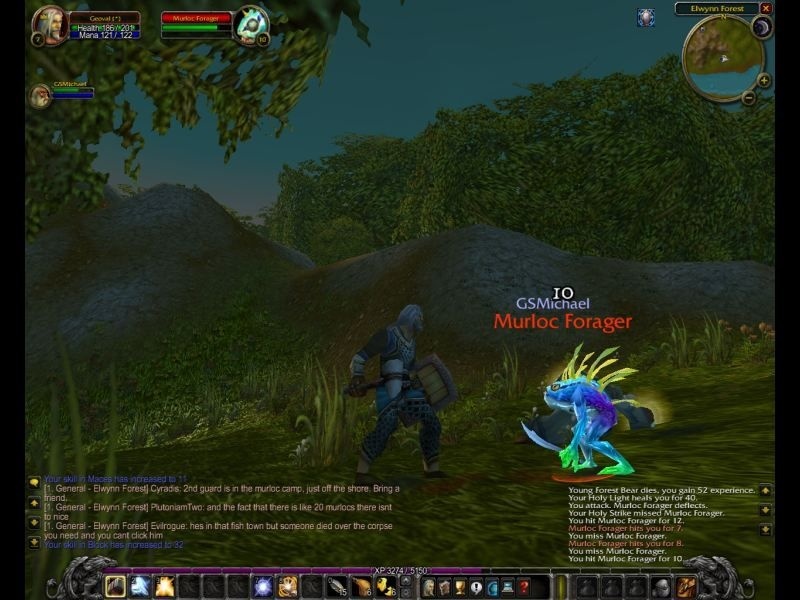 Geoval (*)
Health 186 / 201
Mana 121 / 122
7
Murloc Forager
10
Elwynn Forest
N
GSMichael
10
GSMichael
Murloc Forager
Your skill in Maces has increased to 11
[1. General - Elwynn Forest] Cyradis: 2nd guard is in the murloc camp, just off the shore. Bring a
friend.
[1. General - Elwynn Forest] PlutoniamTwo: and the fact that there is like 20 murlocs there isnt
to nice
[1. General - Elwynn Forest] Evilrogue: hes in that fish town but someone died over the corpse
you need and you cant click him
Your skill in Block has increased to 32
Young Forest Bear dies, you gain 52 experience.
Your Holy Light heals you for 40.
You attack. Murloc Forager deflects.
Your Holy Strike missed Murloc Forager.
You hit Murloc Forager for 12.
Murloc Forager hits you for 7.
You miss Murloc Forager.
Murloc Forager hits you for 8.
You miss Murloc Forager.
You hit Murloc Forager for 10.
XP 3274 / 5150
15
6
6